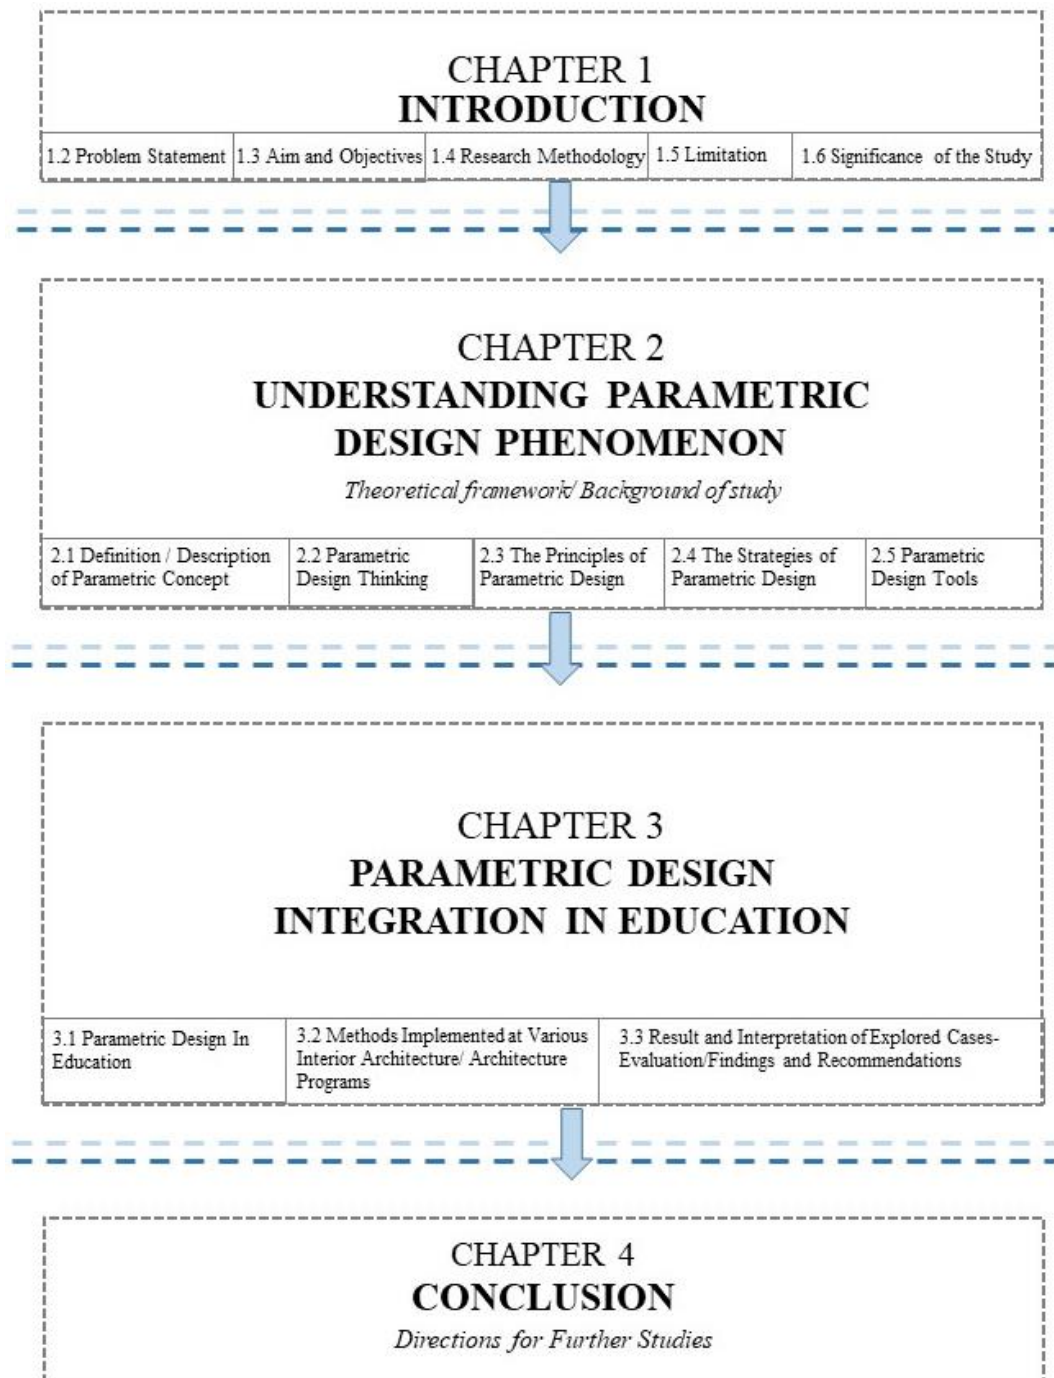 CHAPTER 1
INTRODUCTION
1.2 Problem Statement
1.3 Aim and Objectives
1.4 Research Methodology
1.5 Limitation
1.6 Significance of the Study
CHAPTER 2
UNDERSTANDING PARAMETRIC
DESIGN PHENOMENON
Theoretical framework/ Background of study
2.1 Definition / Description
of Parametric Concept
2.2 Parametric
Design Thinking
2.3 The Principles of
Parametric Design
2.4 The Strategies of
Parametric Design
2.5 Parametric
Design Tools
CHAPTER 3
PARAMETRIC DESIGN
INTEGRATION IN EDUCATION
3.1 Parametric Design In
Education
3.2 Methods Implemented at Various
Interior Architecture/ Architecture
Programs
3.3 Result and Interpretation of Explored Cases-
Evaluation/Findings and Recommendations
CHAPTER 4
CONCLUSION
Directions for Further Studies